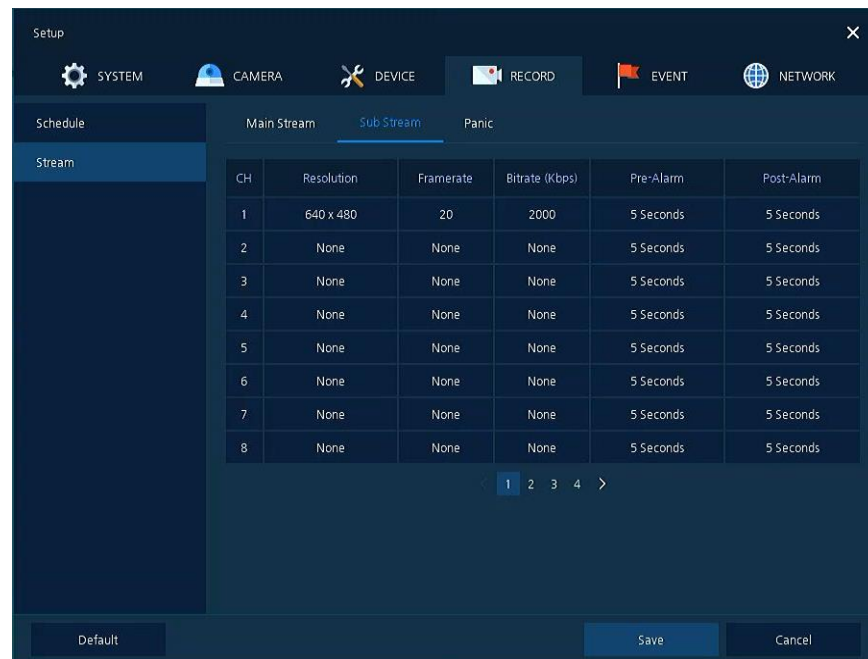 Setup
SYSTEM CAMERA DEVICE RECORD EVENT NETWORK
Schedule
Stream
Main Stream Sub Stream Panic
CH Resolution Framerate Bitrate (Kbps) Pre-Alarm Post-Alarm
1 640 x 480 20 2000 5 Seconds 5 Seconds
2 None None None 5 Seconds 5 Seconds
3 None None None 5 Seconds 5 Seconds
4 None None None 5 Seconds 5 Seconds
5 None None None 5 Seconds 5 Seconds
6 None None None 5 Seconds 5 Seconds
7 None None None 5 Seconds 5 Seconds
8 None None None 5 Seconds 5 Seconds
< 1 2 3 4 >
Default Save Cancel